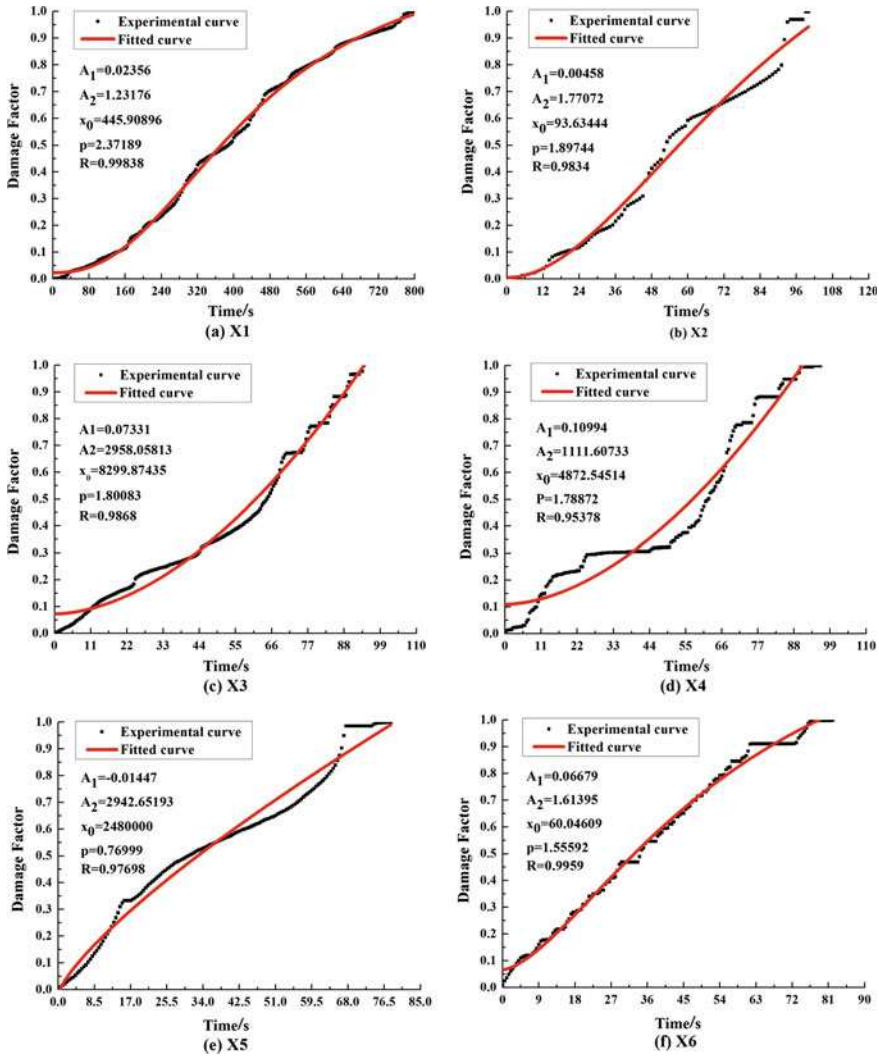 Experimental curve
Fitted curve
A1=0.02356
A2=1.23176
x0=445.90896
p=2.37189
R=0.99838
Damage Factor
1.0
0.9
0.8
0.7
0.6
0.5
0.4
0.3
0.2
0.1
0.0
0 80 160 240 320 400 480 560 640 720 800
Time/s
(a) X1
Experimental curve
Fitted curve
A1=0.00458
A2=1.77072
x0=93.63444
p=1.89744
R=0.9834
Damage Factor
1.0
0.9
0.8
0.7
0.6
0.5
0.4
0.3
0.2
0.1
0.0
0 12 24 36 48 60 72 84 96 108 120
Time/s
(b) X2
Experimental curve
Fitted curve
A1=0.07331
A2=2958.05813
x0=8299.87435
p=1.80083
R=0.9868
Damage Factor
1.0
0.9
0.8
0.7
0.6
0.5
0.4
0.3
0.2
0.1
0.0
0 11 22 33 44 55 66 77 88 99 110
Time/s
(c) X3
Experimental curve
Fitted curve
A1=0.10994
A2=1111.60733
x0=4872.54514
P=1.78872
R=0.95378
Damage Factor
1.0
0.9
0.8
0.7
0.6
0.5
0.4
0.3
0.2
0.1
0.0
0 11 22 33 44 55 66 77 88 99 110
Time/s
(d) X4
Experimental curve
Fitted curve
A1=-0.01447
A2=2942.65193
x0=2480000
p=0.76999
R=0.97698
Damage Factor
1.0
0.9
0.8
0.7
0.6
0.5
0.4
0.3
0.2
0.1
0.0
0.0 8.5 17.0 25.5 34.0 42.5 51.0 59.5 68.0 76.5 85.0
Time/s
(e) X5
Experimental curve
Fitted curve
A1=0.06679
A2=1.61395
x0=60.04609
p=1.55592
R=0.9959
Damage Factor
1.0
0.9
0.8
0.7
0.6
0.5
0.4
0.3
0.2
0.1
0.0
0 9 18 27 36 45 54 63 72 81 90
Time/s
(f) X6